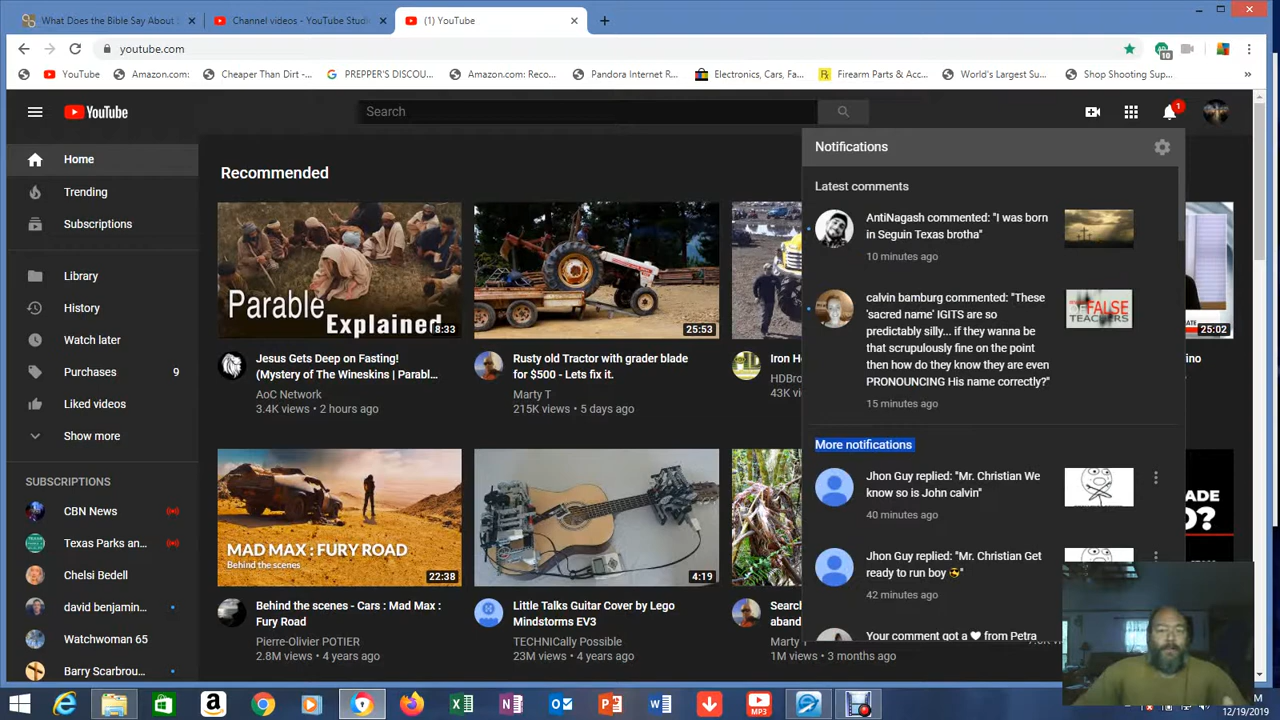 What Does the Bible Say About
Channel videos - YouTube Studi
(1) YouTube
youtube.com
10
YouTube
Amazon.com:
Cheaper Than Dirt -...
PREPPER'S DISCOU...
Amazon.com: Reco...
Pandora Internet R...
Electronics, Cars, Fa...
Firearm Parts & Acc...
World's Largest Su...
Shop Shooting Sup...
»
YouTube
Search
1
Home
Trending
Subscriptions
Library
History
Watch later
Purchases 9
Liked videos
Show more
SUBSCRIPTIONS
CBN News
Texas Parks an...
Chelsi Bedell
david benjamin...
Watchwoman 65
Barry Scarbrou...
Recommended
Parable
Explained
8:33
Jesus Gets Deep on Fasting!
(Mystery of The Wineskins | Parabl...
AoC Network
3.4K views • 2 hours ago
25:53
Rusty old Tractor with grader blade
for $500 - Lets fix it.
Marty T
215K views • 5 days ago
Iron H
HDBro
43K vi
25:02
ino
MAD MAX : FURY ROAD
Behind the scenes
22:38
Behind the scenes - Cars : Mad Max :
Fury Road
Pierre-Olivier POTIER
2.8M views • 4 years ago
4:19
Little Talks Guitar Cover by Lego
Mindstorms EV3
TECHNICally Possible
23M views • 4 years ago
Searc
aband
Marty T
1M views • 3 months ago
ADE
O?
Notifications
Latest comments
AntiNagash commented: "I was born
in Seguin Texas brotha"
10 minutes ago
calvin bamburg commented: "These
'sacred name' IGITS are so
predictably silly... if they wanna be
that scrupulously fine on the point
then how do they know they are even
PRONOUNCING His name correctly?"
15 minutes ago
OF FALSE
TEACHERS
More notifications
Jhon Guy replied: "Mr. Christian We
know so is John calvin"
40 minutes ago
Jhon Guy replied: "Mr. Christian Get
ready to run boy "
42 minutes ago
Your comment got a ❤ from Petra
MP3
12/19/2019